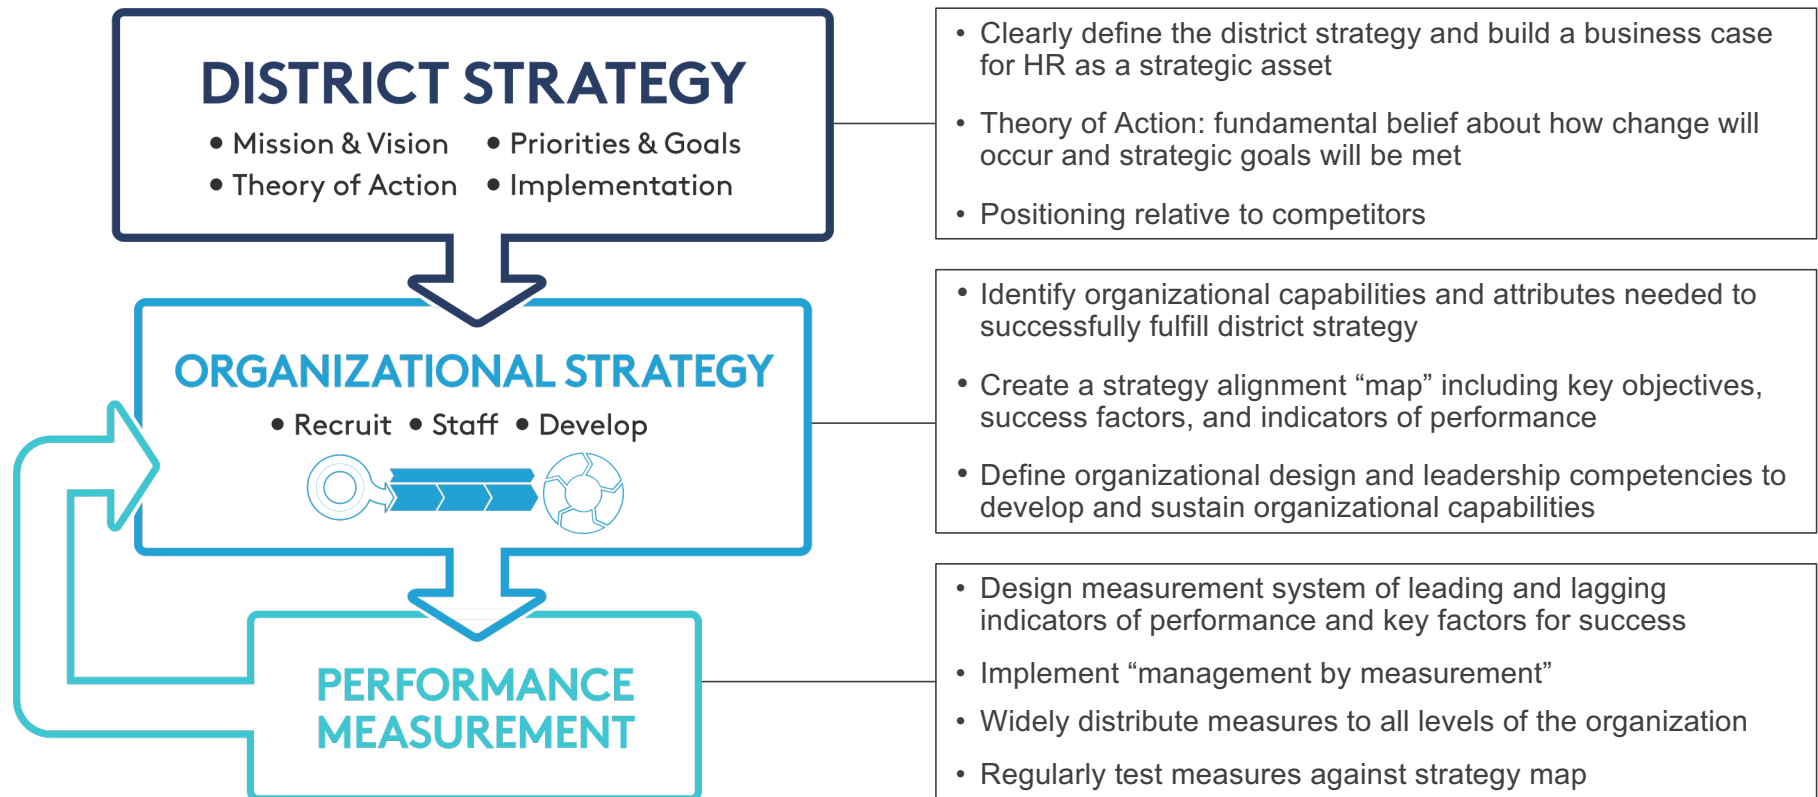 DISTRICT STRATEGY
• Mission & Vision • Priorities & Goals
• Theory of Action • Implementation
• Clearly define the district strategy and build a business case
for HR as a strategic asset
• Theory of Action: fundamental belief about how change will
occur and strategic goals will be met
• Positioning relative to competitors
ORGANIZATIONAL STRATEGY
• Recruit • Staff • Develop
• Identify organizational capabilities and attributes needed to
successfully fulfill district strategy
• Create a strategy alignment “map” including key objectives,
success factors, and indicators of performance
• Define organizational design and leadership competencies to
develop and sustain organizational capabilities
PERFORMANCE
MEASUREMENT
• Design measurement system of leading and lagging
indicators of performance and key factors for success
• Implement “management by measurement”
• Widely distribute measures to all levels of the organization
• Regularly test measures against strategy map